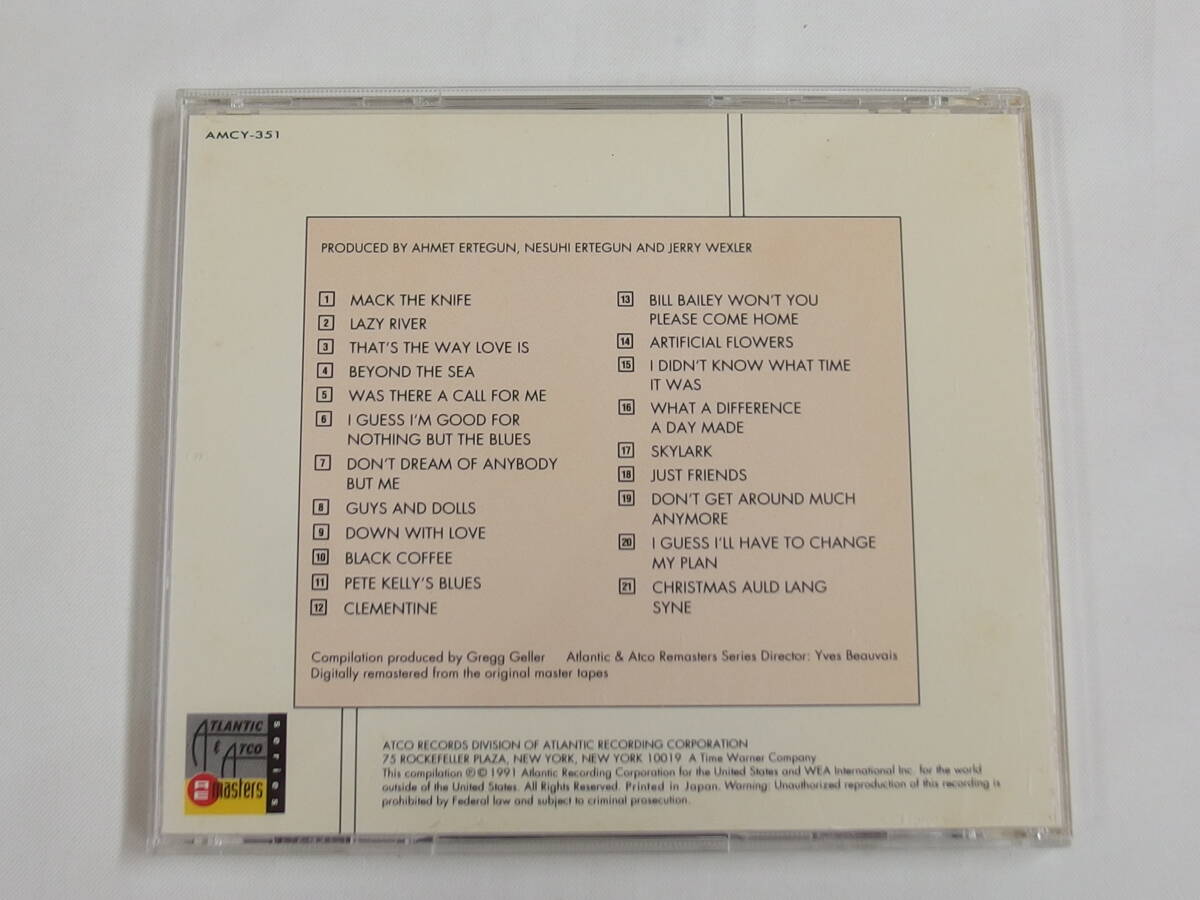 AMCY-351
PRODUCED BY AHMET ERTEGUN, NESUHI ERTEGUN AND JERRY WEXLER
1 MACK THE KNIFE
2 LAZY RIVER
3 THAT'S THE WAY LOVE IS
4 BEYOND THE SEA
5 WAS THERE A CALL FOR ME
6 I GUESS I'M GOOD FOR
NOTHING BUT THE BLUES
7 DON'T DREAM OF ANYBODY
BUT ME
8 GUYS AND DOLLS
9 DOWN WITH LOVE
10 BLACK COFFEE
11 PETE KELLY'S BLUES
12 CLEMENTINE
13 BILL BAILEY WON'T YOU
PLEASE COME HOME
14 ARTIFICIAL FLOWERS
15 I DIDN'T KNOW WHAT TIME
IT WAS
16 WHAT A DIFFERENCE
A DAY MADE
17 SKYLARK
18 JUST FRIENDS
19 DON'T GET AROUND MUCH
ANYMORE
20 I GUESS I'LL HAVE TO CHANGE
MY PLAN
21 CHRISTMAS AULD LANG
SYNE
Compilation produced by Gregg Geller Atlantic & Atco Remasters Series Director: Yves Beauvais
Digitally remastered from the original master tapes
ATLANTIC
& ATCO
RE masters
series
ATCO RECORDS DIVISION OF ATLANTIC RECORDING CORPORATION
75 ROCKEFELLER PLAZA, NEW YORK, NEW YORK 10019 A Time Warner Company
This compilation ℗ © 1991 Atlantic Recording Corporation for the United States and WEA International Inc. for the world
outside of the United States. All Rights Reserved. Printed in Japan. Warning: Unauthorized reproduction of this recording is
prohibited by Federal law and subject to criminal prosecution.